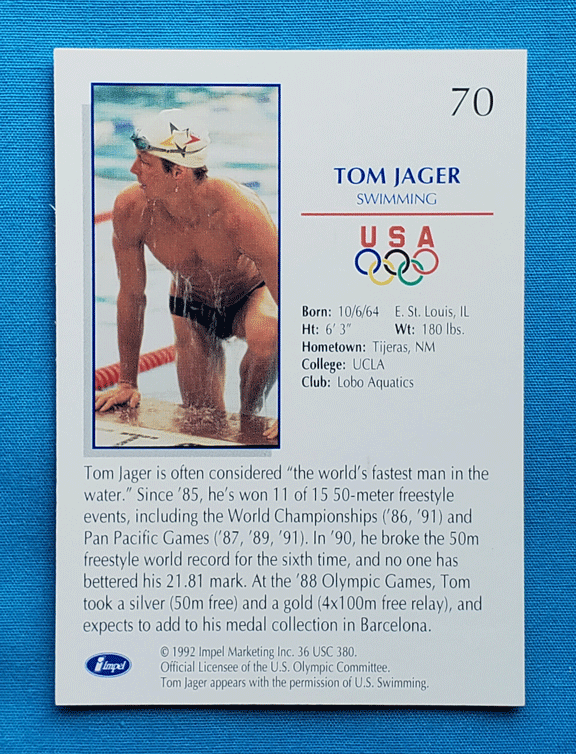 70
TOM JAGER
SWIMMING
USA
Born: 10/6/64 E. St. Louis, IL
Ht: 6' 3" Wt: 180 lbs.
Hometown: Tijeras, NM
College: UCLA
Club: Lobo Aquatics
Tom Jager is often considered "the world's fastest man in the
water." Since '85, he's won 11 of 15 50-meter freestyle
events, including the World Championships ('86, '91) and
Pan Pacific Games ('87, '89, '91). In '90, he broke the 50m
freestyle world record for the sixth time, and no one has
bettered his 21.81 mark. At the '88 Olympic Games, Tom
took a silver (50m free) and a gold (4x100m free relay), and
expects to add to his medal collection in Barcelona.
Impel
© 1992 Impel Marketing Inc. 36 USC 380.
Official Licensee of the U.S. Olympic Committee.
Tom Jager appears with the permission of U.S. Swimming.